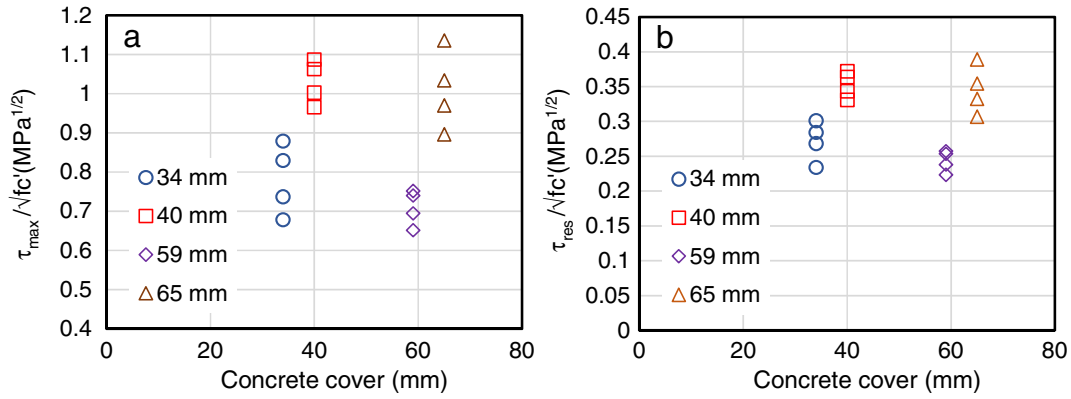 a
τmax/√fc'(MPa1/2)
1.2
1.1
1
0.9
0.8
0.7
0.6
0.5
0.4
34 mm
40 mm
59 mm
65 mm
0 20 40 60 80
Concrete cover (mm)
b
τres/√fc'(MPa1/2)
0.45
0.4
0.35
0.3
0.25
0.2
0.15
0.1
0.05
0
34 mm
40 mm
59 mm
65 mm
0 20 40 60 80
Concrete cover (mm)